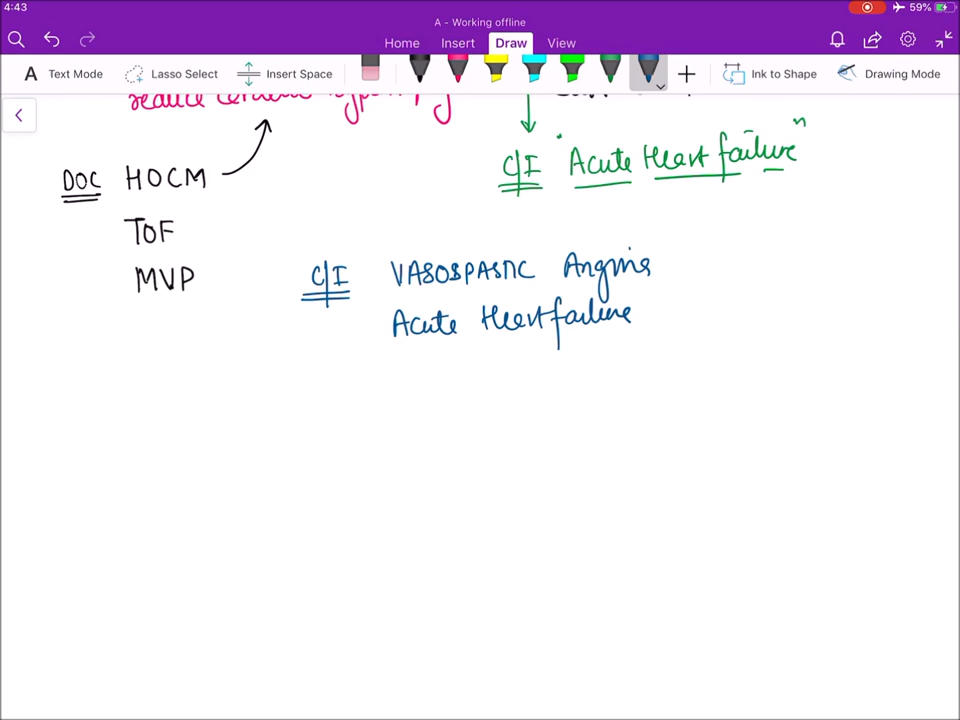 4:43
59%
A - Working offline
Home Insert Draw View
A Text Mode Lasso Select Insert Space Ink to Shape Drawing Mode
reduce
C/I "Acute Heart failure"
DOC HOCM
TOF
MVP
C/I VASOSPASTIC Angina
Acute Heart failure